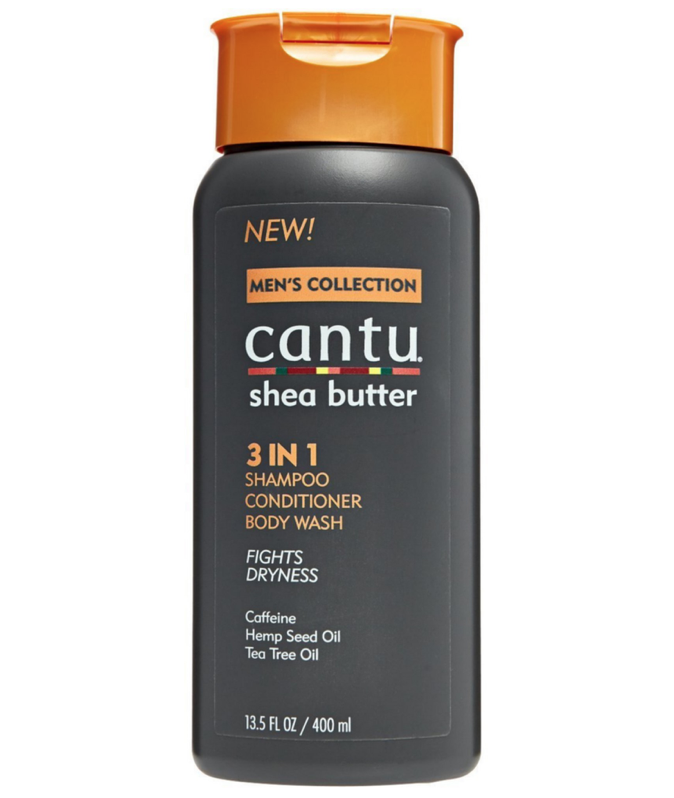 NEW!
MEN'S COLLECTION
cantu.
shea butter
3 IN 1
SHAMPOO
CONDITIONER
BODY WASH
FIGHTS
DRYNESS
Caffeine
Hemp Seed Oil
Tea Tree Oil
13.5 FL OZ / 400 ml